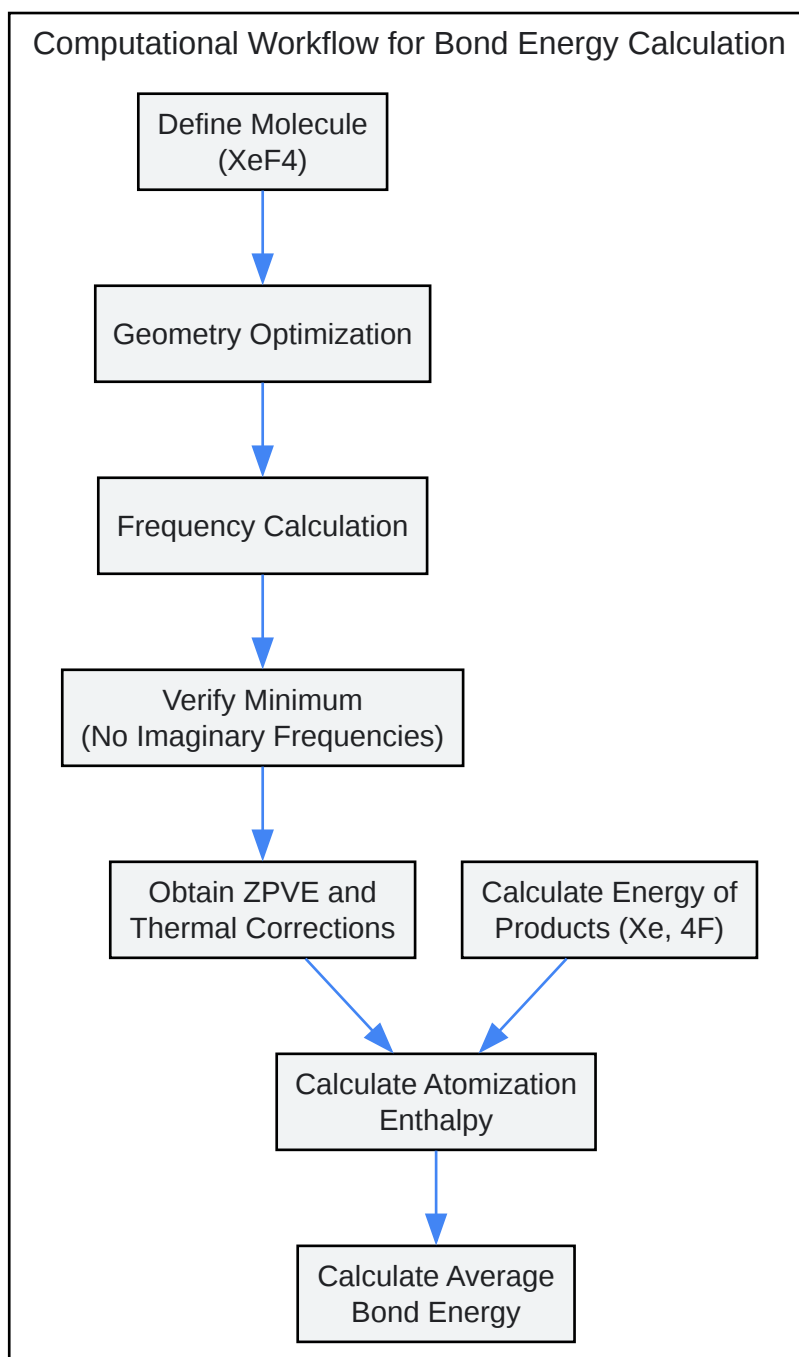 Computational Workflow for Bond Energy Calculation
Define Molecule
(XeF4)
Geometry Optimization
Frequency Calculation
Verify Minimum
(No Imaginary Frequencies)
Obtain ZPVE and
Thermal Corrections
Calculate Energy of
Products (Xe, 4F)
Calculate Atomization
Enthalpy
Calculate Average
Bond Energy